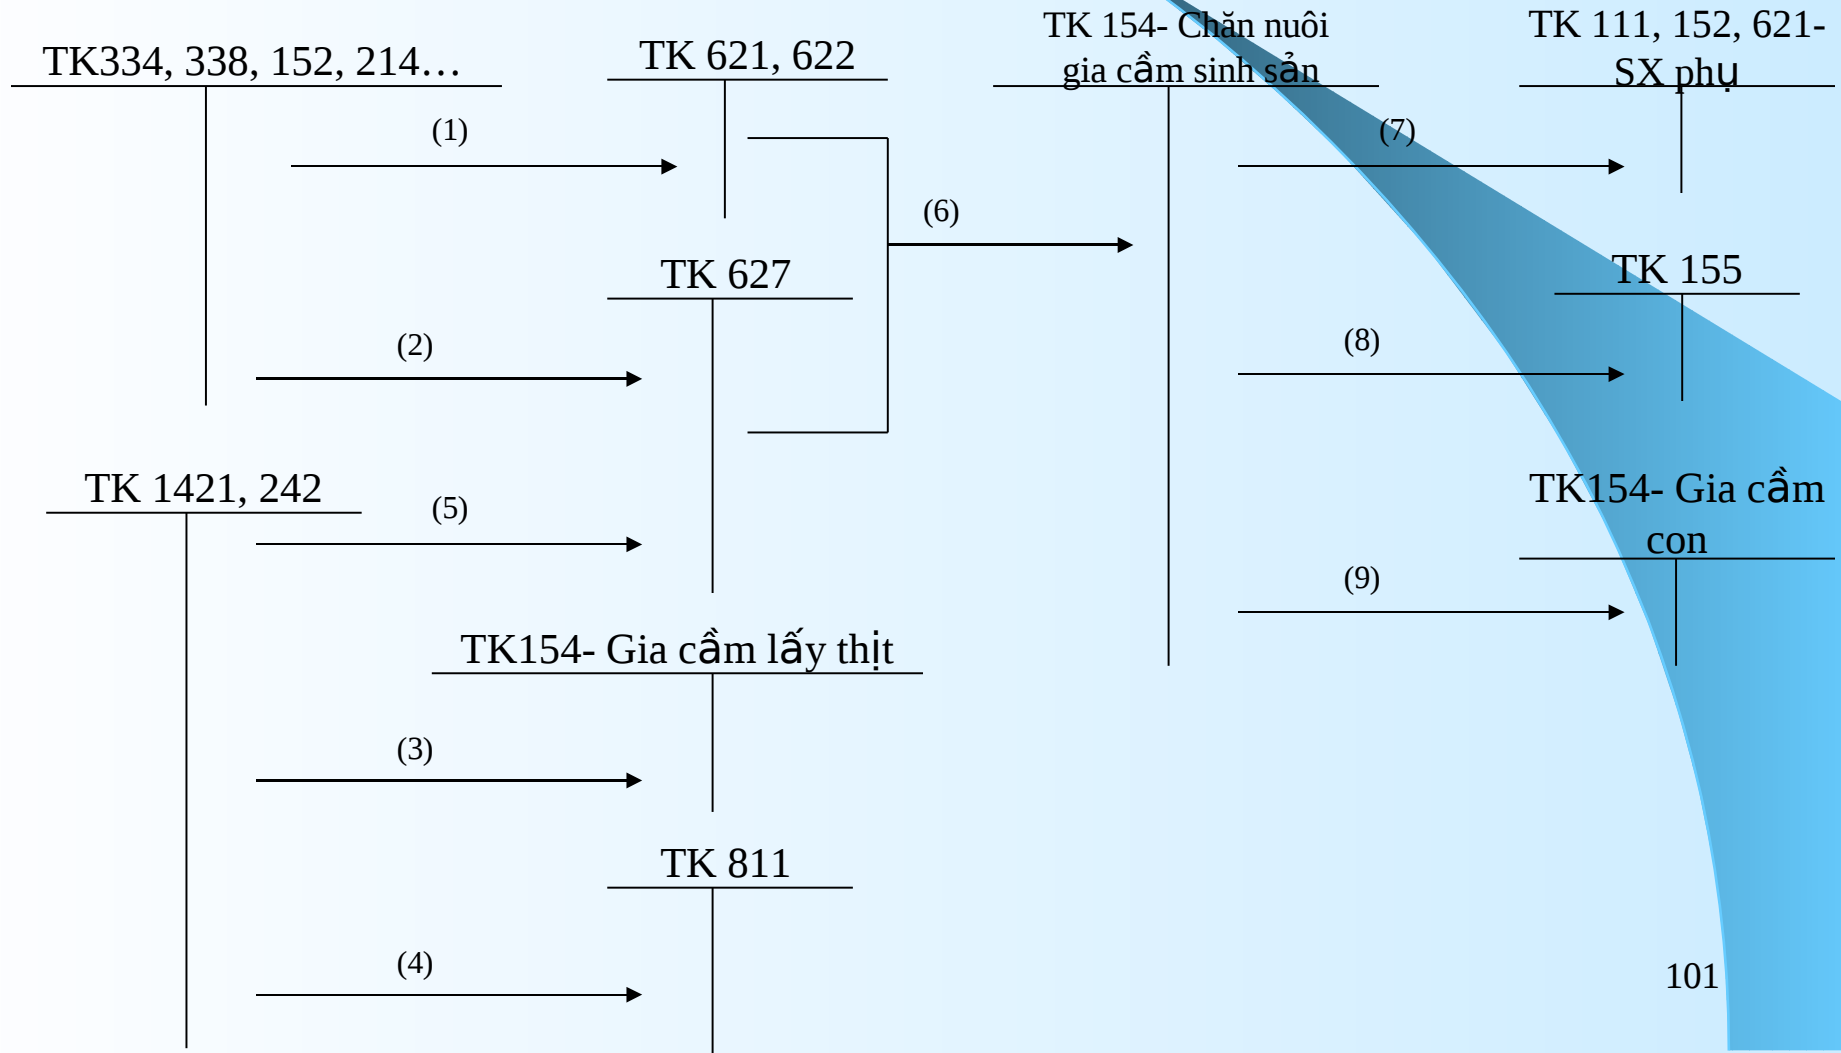 TK334, 338, 152, 214…
TK 621, 622
TK 154- Chăn nuôi
gia cầm sinh sản
TK 111, 152, 621-
SX phụ
(1)
(7)
(6)
TK 627
TK 155
(2)
(8)
TK 1421, 242
(5)
TK154- Gia cầm
con
(9)
TK154- Gia cầm lấy thịt
(3)
TK 811
(4)
101